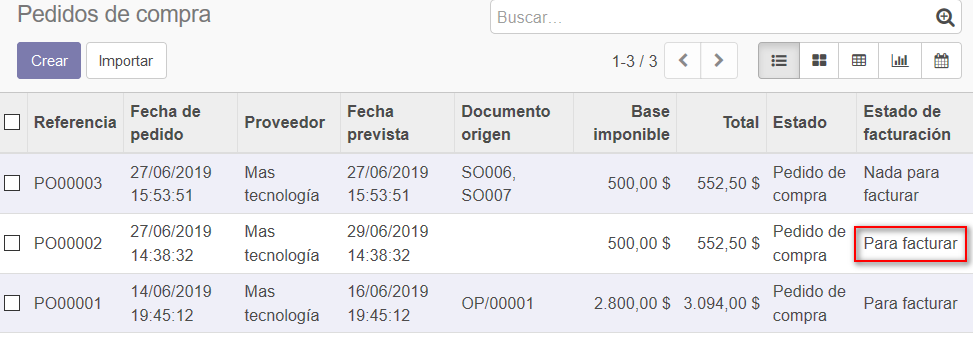 Pedidos de compra
Buscar...
Crear Importar
1-3 / 3
Referencia Fecha de pedido Proveedor Fecha prevista Documento origen Base imponible Total Estado Estado de facturación
PO00003 27/06/2019 15:53:51 Mas tecnología 27/06/2019 15:53:51 SO006, SO007 500,00 $ 552,50 $ Pedido de compra Nada para facturar
PO00002 27/06/2019 14:38:32 Mas tecnología 29/06/2019 14:38:32 500,00 $ 552,50 $ Pedido de compra Para facturar
PO00001 14/06/2019 19:45:12 Mas tecnología 16/06/2019 19:45:12 OP/00001 2.800,00 $ 3.094,00 $ Pedido de compra Para facturar